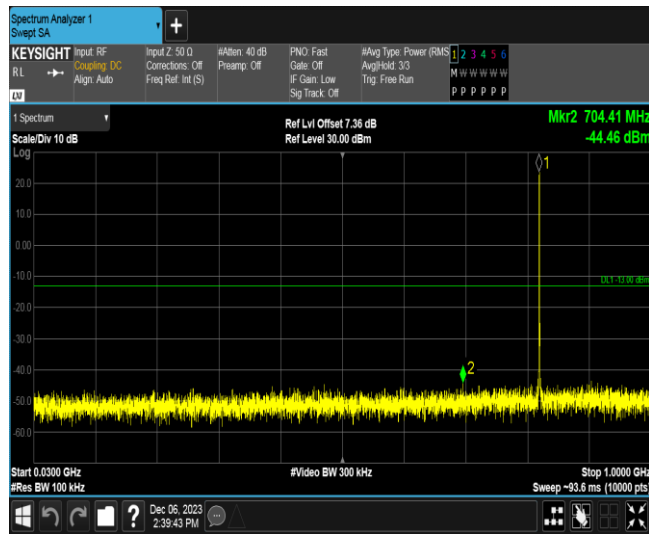 Spectrum Analyzer 1
Swept SA
+
KEYSIGHT
RL
LXI
Input: RF
Coupling: DC
Align: Auto
Input Z: 50 Ω
Corrections: Off
Freq Ref: Int (S)
#Atten: 40 dB
Preamp: Off
PNO: Fast
Gate: Off
IF Gain: Low
Sig Track: Off
#Avg Type: Power (RMS
Avg|Hold: 3/3
Trig: Free Run
1 2 3 4 5 6
M W W W W W
P P P P P P
1 Spectrum
Scale/Div 10 dB
Log
Ref Lvl Offset 7.36 dB
Ref Level 30.00 dBm
Mkr2 704.41 MHz
-44.46 dBm
1
20.0
10.0
0.00
-10.0
DL1 -13.00 dBm
-20.0
-30.0
-40.0
2
-50.0
-60.0
Start 0.0300 GHz
#Res BW 100 kHz
#Video BW 300 kHz
Stop 1.0000 GHz
Sweep ~93.6 ms (10000 pts)
?
Dec 06, 2023
2:39:43 PM